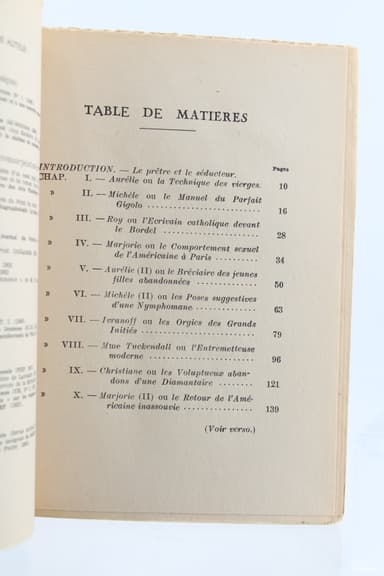 TABLE DE MATIERES
Pages
INTRODUCTION. — Le prêtre et le séducteur.
CHAP. I. — Aurélie ou la Technique des vierges. 10
» II. — Michèle ou le Manuel du Parfait
Gigolo .................... 16
» III. — Roy ou l'Ecrivain catholique devant
le Bordel .................. 28
» IV. — Marjorie ou le Comportement sexuel
de l'Américaine à Paris ........ 34
» V. — Aurélie (II) ou le Bréviaire des jeunes
filles abandonnées ............ 50
» VI. — Michèle (II) ou les Poses suggestives
d'une Nymphomane .......... 63
» VII. — Ivanoff ou les Orgies des Grands
Initiés .................... 79
» VIII. — Mme Tuckendall ou l'Entremetteuse
moderne .................. 96
» IX. — Christiane ou les Voluptueux aban-
dons d'une Diamantaire ........ 121
» X. — Marjorie (II) ou le Retour de l'Amé-
ricaine inassouvie .............. 139
(Voir verso.)